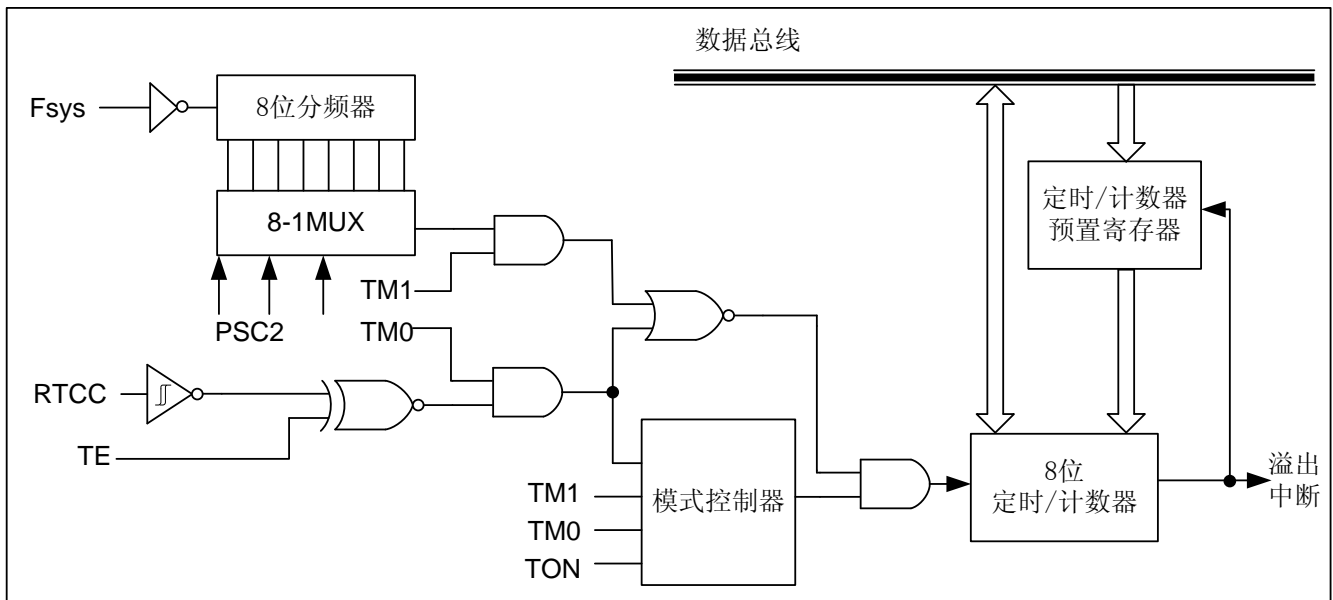 数据总线
Fsys
8位分频器
定时/计数器
预置寄存器
8-1MUX
TM1
PSC2
TM0
RTCC
TE
8位
定时/计数器
溢出
中断
TM1
模式控制器
TM0
TON